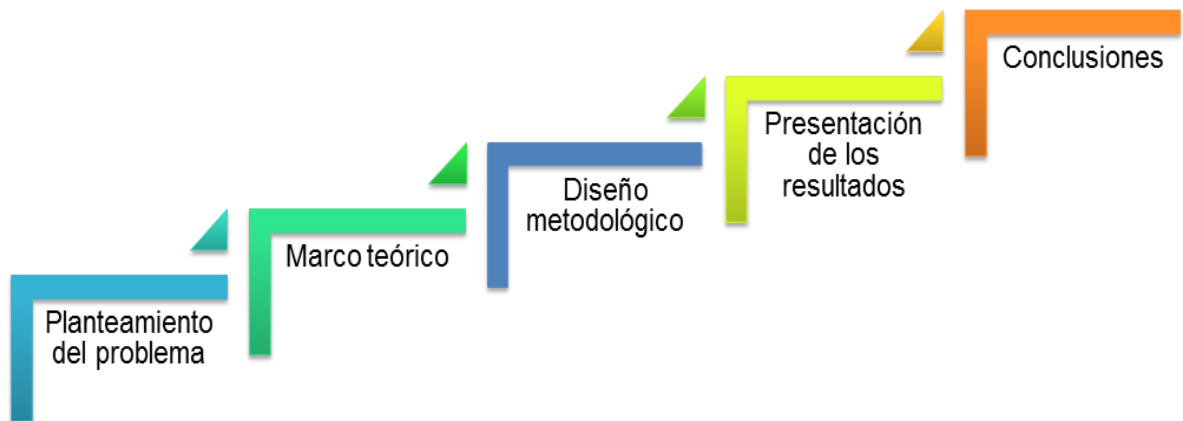 Planteamiento
del problema
Marco teórico
Diseño
metodológico
Presentación
de los
resultados
Conclusiones